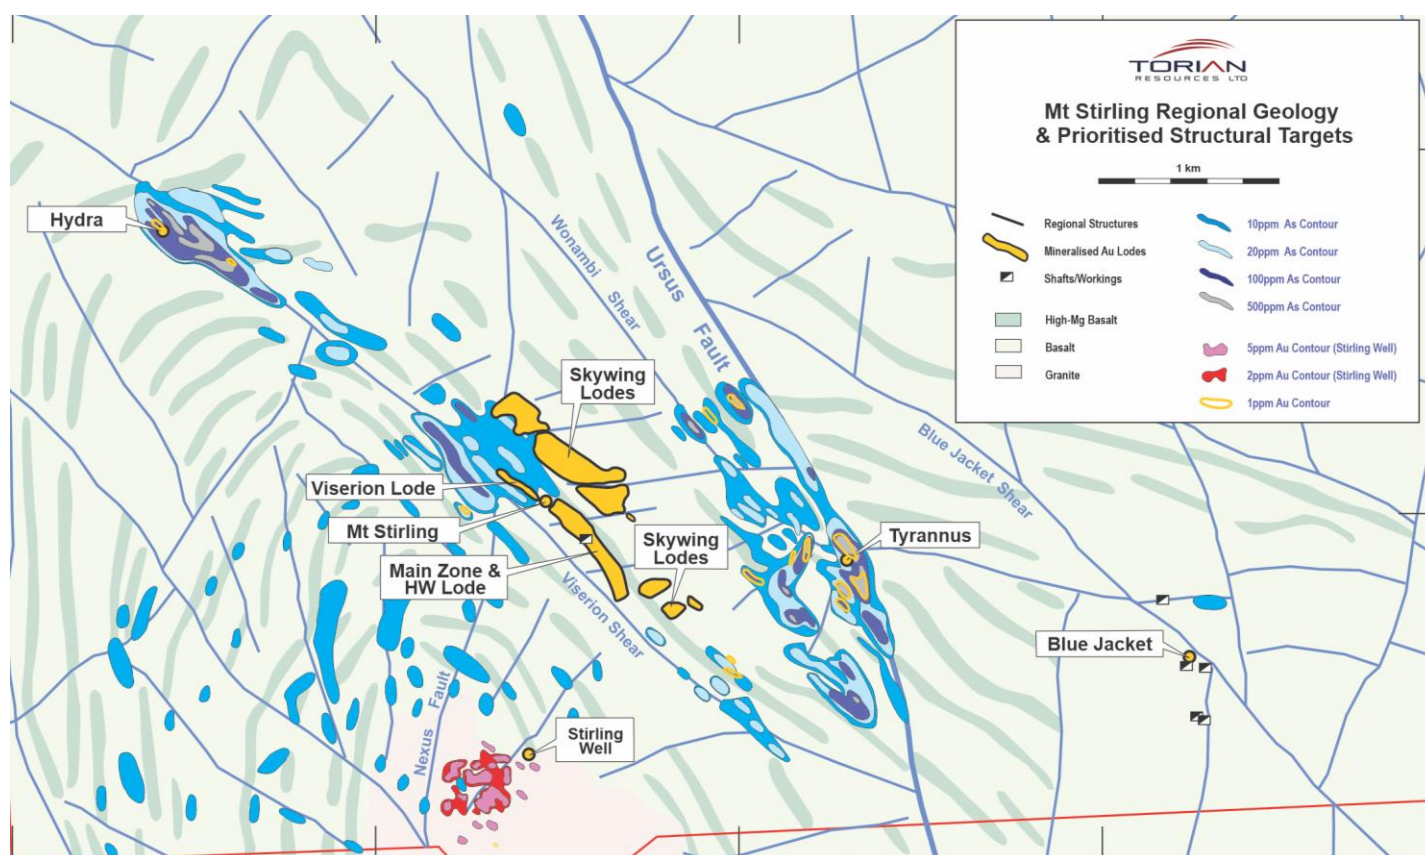 TORIAN
RESOURCES LTD
Mt Stirling Regional Geology
& Prioritised Structural Targets
1 km
Regional Structures
Mineralised Au Lodes
Shafts/Workings
High-Mg Basalt
Basalt
Granite
10ppm As Contour
20ppm As Contour
100ppm As Contour
500ppm As Contour
5ppm Au Contour (Stirling Well)
2ppm Au Contour (Stirling Well)
1ppm Au Contour
Hydra
Wonambi Shear
Ursus Fault
Skywing
Lodes
Blue Jacket Shear
Viserion Lode
Mt Stirling
Main Zone &
HW Lode
Skywing
Lodes
Tyrannus
Viserion Shear
Blue Jacket
Nexus Fault
Stirling
Well